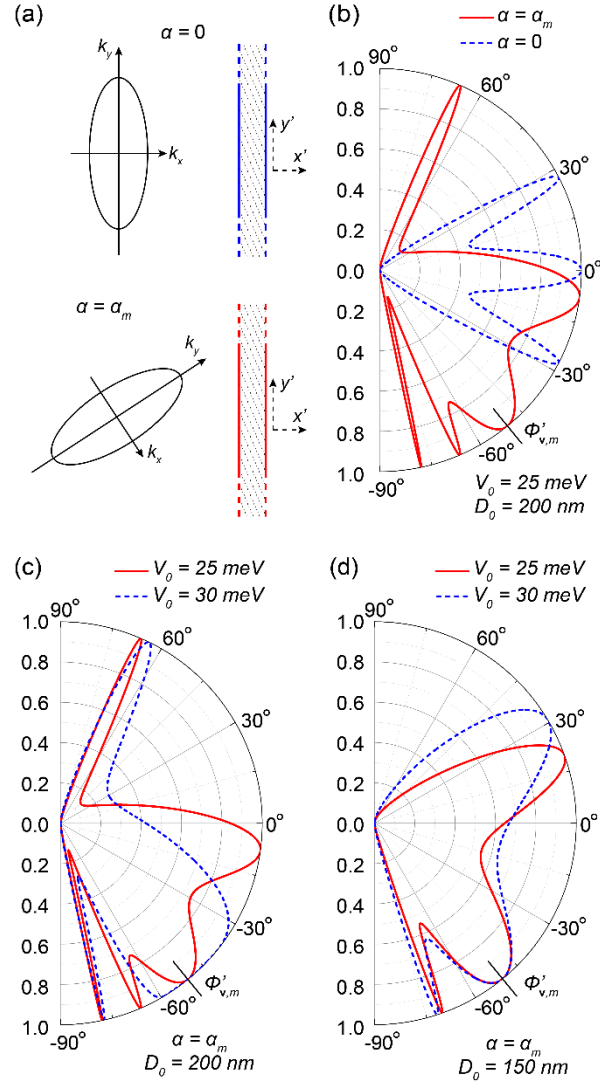 (a)
α = 0
k_y
k_x
y'
x'
α = α_m
k_y
k_x
y'
x'
(b)
α = α_m
α = 0
90°
60°
30°
0°
-30°
-60°
-90°
1.0
0.8
0.6
0.4
0.2
0.0
0.2
0.4
0.6
0.8
1.0
Φ'_v,m
V_0 = 25 meV
D_0 = 200 nm
(c)
V_0 = 25 meV
V_0 = 30 meV
90°
60°
30°
0°
-30°
-60°
-90°
1.0
0.8
0.6
0.4
0.2
0.0
0.2
0.4
0.6
0.8
1.0
Φ'_v,m
α = α_m
D_0 = 200 nm
(d)
V_0 = 25 meV
V_0 = 30 meV
90°
60°
30°
0°
-30°
-60°
-90°
1.0
0.8
0.6
0.4
0.2
0.0
0.2
0.4
0.6
0.8
1.0
Φ'_v,m
α = α_m
D_0 = 150 nm